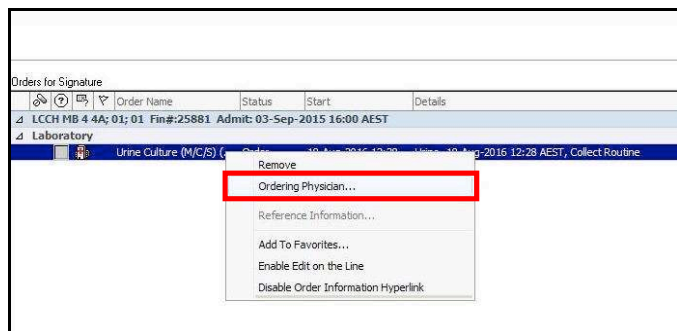 Orders for Signature
Order Name Status Start Details
LCCH MB 4 4A; 01; 01 Fin#:25881 Admit: 03-Sep-2015 16:00 AEST
Laboratory
Urine Culture (M/C/S) (... Order 19-Aug-2016 12:28 AEST, Collect Routine
Remove
Ordering Physician...
Reference Information...
Add To Favorites...
Enable Edit on the Line
Disable Order Information Hyperlink